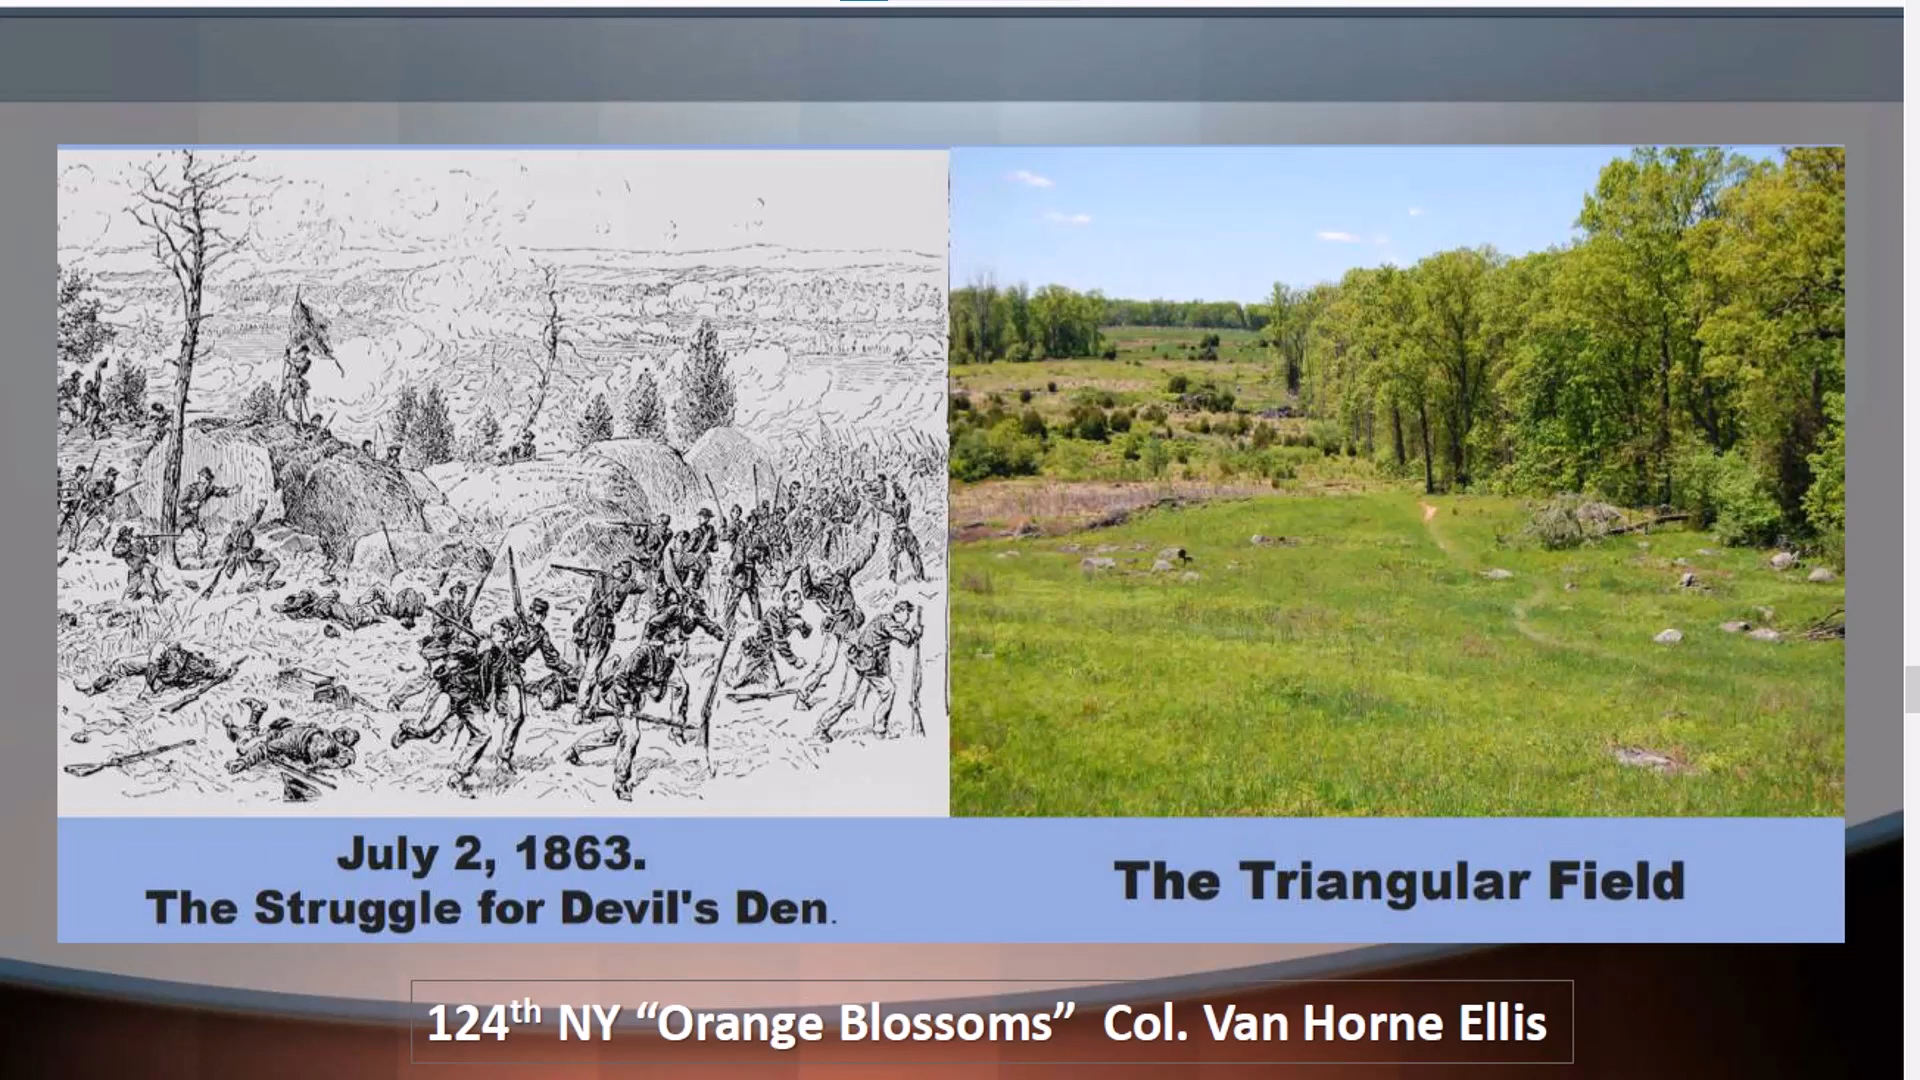 July 2, 1863.
The Struggle for Devil's Den.
The Triangular Field
124th NY “Orange Blossoms”  Col. Van Horne Ellis